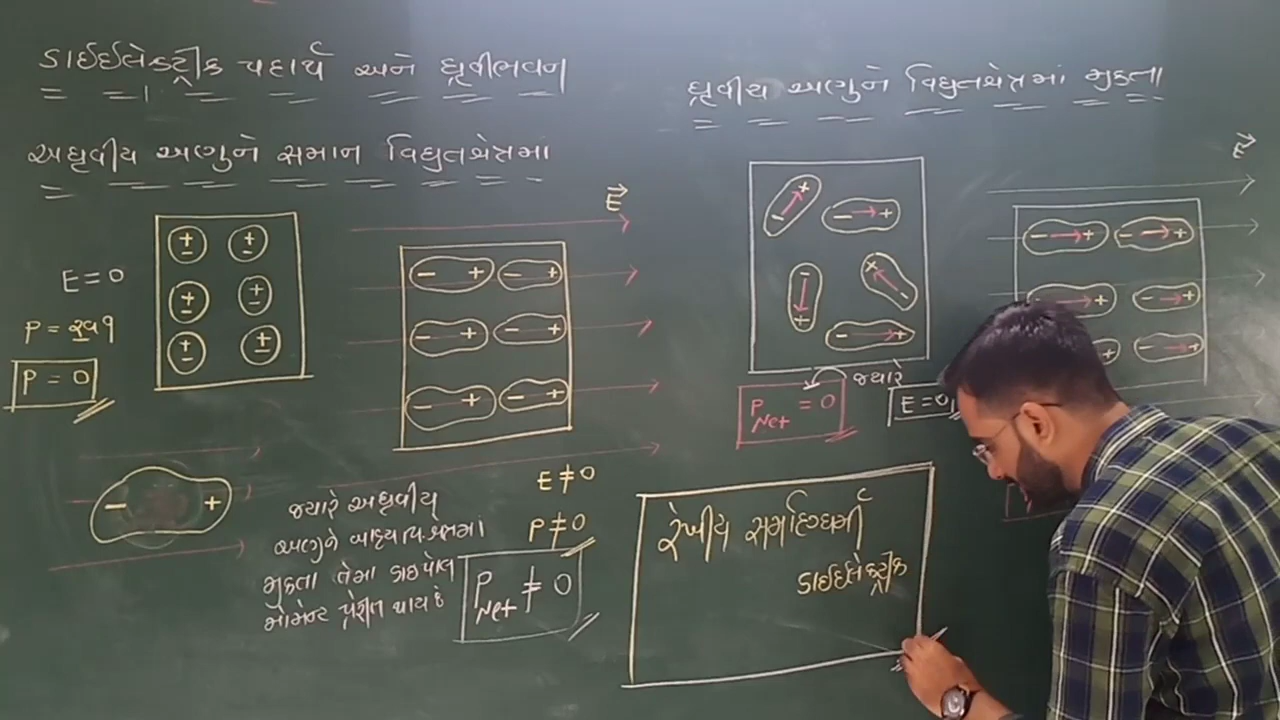 ડાઈઈલેક્ટ્રીક પદાર્થ અને ધ્રુવીભવન
અધ્રુવીય અણુને સમાન વિદ્યુતક્ષેત્રમાં
E = 0
P = શૂન્ય
P = 0
+
−
+
−
+
−
+
−
+
−
+
−
E⃗
− +
− +
− +
− +
− +
− +
− +
જ્યારે અધ્રુવીય
અણુને બાહ્ય વિ.ક્ષેત્રમાં
મુકતા તેમાં ડાઇપોલ
મોમેન્ટ પ્રેરીત થાય છે
E ≠ 0
P ≠ 0
P Net ≠ 0
ધ્રુવીય અણુને વિદ્યુતક્ષેત્રમાં મુકતા
E⃗
− +
− +
− +
− +
− +
− +
− +
+
− +
+
− +
P Net = 0
જ્યારે
E = 0
રેખીય સમદિગ્ધર્મી
ડાઈઈલેક્ટ્રીક